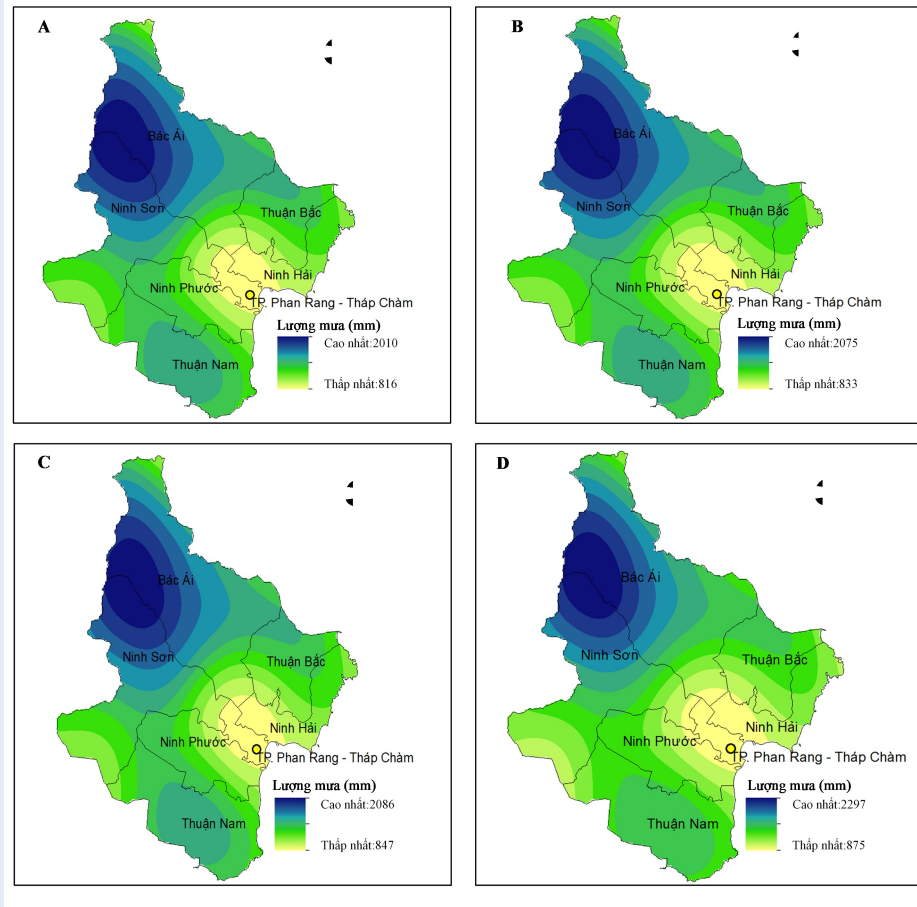 A
Bác Ái
Ninh Sơn
Thuận Bắc
Ninh Hải
Ninh Phước
TP. Phan Rang - Tháp Chàm
Lượng mưa (mm)
Cao nhất:2010
Thuận Nam
Thấp nhất:816
B
Bác Ái
Ninh Sơn
Thuận Bắc
Ninh Hải
Ninh Phước
TP. Phan Rang - Tháp Chàm
Lượng mưa (mm)
Cao nhất:2075
Thuận Nam
Thấp nhất:833
C
Bác Ái
Ninh Sơn
Thuận Bắc
Ninh Hải
Ninh Phước
TP. Phan Rang - Tháp Chàm
Lượng mưa (mm)
Cao nhất:2086
Thuận Nam
Thấp nhất:847
D
Bác Ái
Ninh Sơn
Thuận Bắc
Ninh Hải
Ninh Phước
TP. Phan Rang - Tháp Chàm
Lượng mưa (mm)
Cao nhất:2297
Thuận Nam
Thấp nhất:875